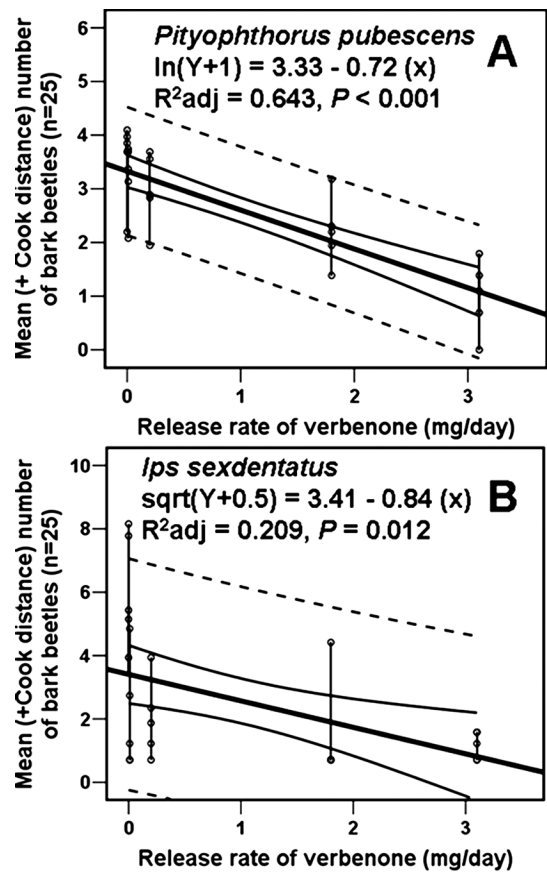 Pityophthorus pubescens
A
ln(Y+1) = 3.33 - 0.72 (x)
R²adj = 0.643, P < 0.001
Mean (+ Cook distance) number
of bark beetles (n=25)
6
5
4
3
2
1
0
0 1 2 3
Release rate of verbenone (mg/day)
Ips sexdentatus
B
sqrt(Y+0.5) = 3.41 - 0.84 (x)
R²adj = 0.209, P = 0.012
Mean (+Cook distance) number
of bark beetles (n=25)
10
8
6
4
2
0
0 1 2 3
Release rate of verbenone (mg/day)